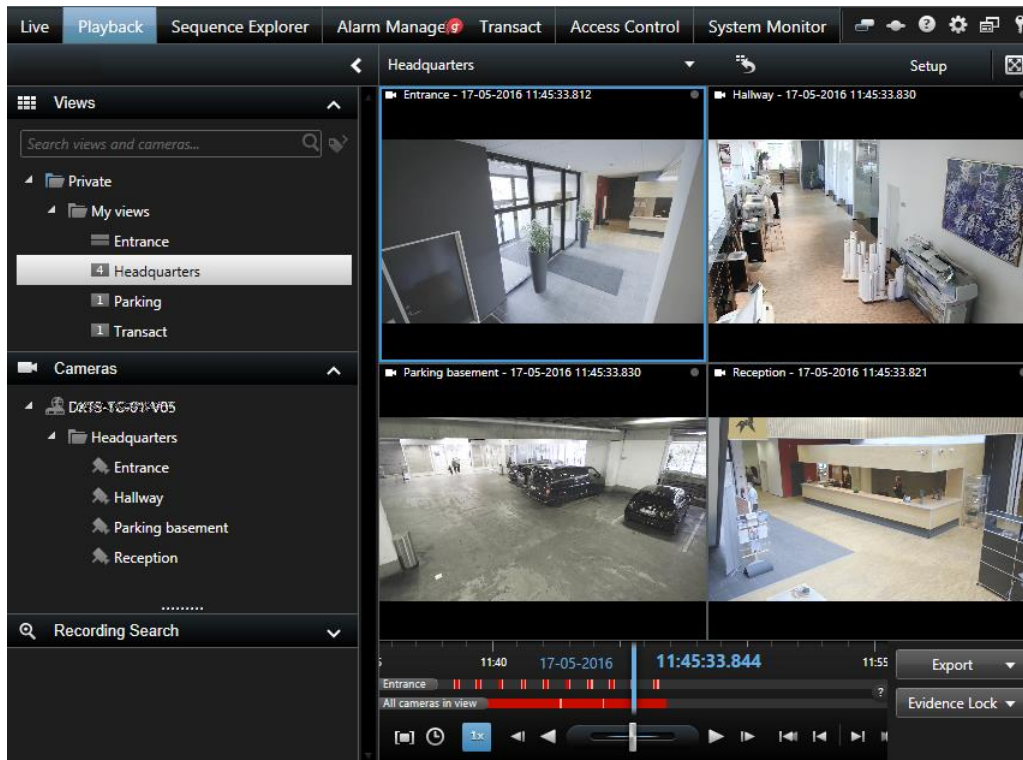 Live Playback Sequence Explorer Alarm Manager Transact Access Control System Monitor
Headquarters Setup
Views
Search views and cameras...
Private
My views
Entrance
4 Headquarters
1 Parking
1 Transact
Cameras
Headquarters
Entrance
Hallway
Parking basement
Reception
Recording Search
Entrance - 17-05-2016 11:45:33.812
Hallway - 17-05-2016 11:45:33.830
Parking basement - 17-05-2016 11:45:33.830
Reception - 17-05-2016 11:45:33.821
11:40 17-05-2016 11:45:33.844 11:55
Entrance
?
All cameras in view
1x
Export
Evidence Lock